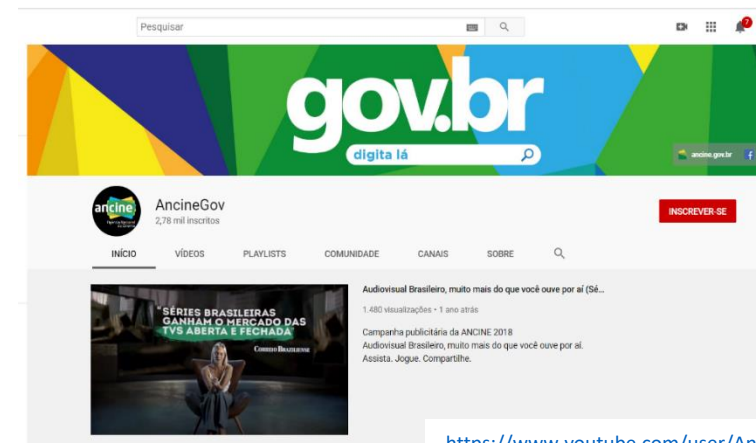 Pesquisar
7
gov.br
digita lá
ancine.gov.br
ancine
AncineGov
2,78 mil inscritos
INSCREVER-SE
INÍCIO VÍDEOS PLAYLISTS COMUNIDADE CANAIS SOBRE
Audiovisual Brasileiro, muito mais do que você ouve por aí (Sé...
1.480 visualizações • 1 ano atrás
Campanha publicitária da ANCINE 2018
Audiovisual Brasileiro, muito mais do que você ouve por aí.
Assista. Jogue. Compartilhe.
"SÉRIES BRASILEIRAS
GANHAM O MERCADO DAS
TVS ABERTA E FECHADA"
CORREIO BRAZILIENSE